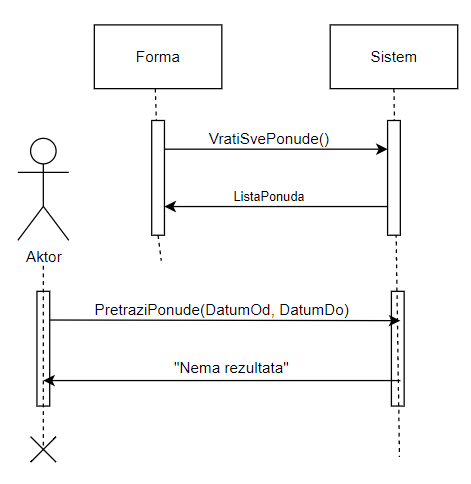 Forma
Sistem
VratiSvePonude()
ListaPonuda
Aktor
PretraziPonude(DatumOd, DatumDo)
"Nema rezultata"